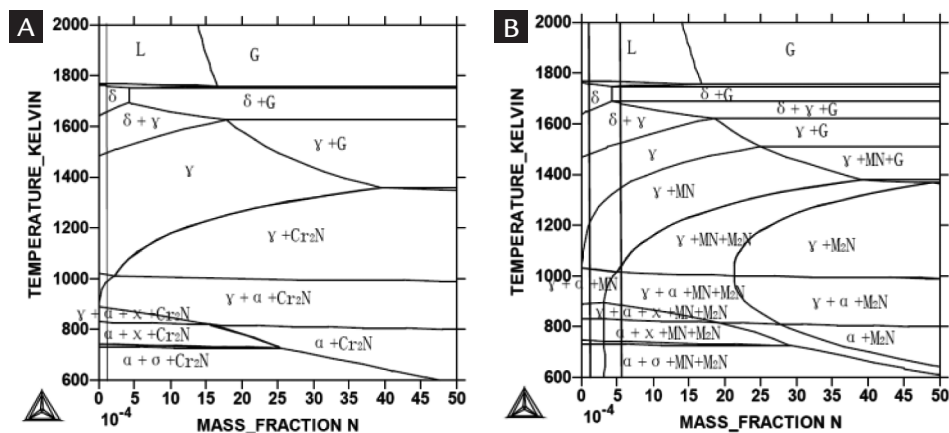 A
TEMPERATURE_KELVIN
2000
1800
1600
1400
1200
1000
800
600
L
G
δ
δ +G
δ + γ
γ +G
γ
γ +Cr₂N
γ + α +Cr₂N
γ + α + χ +Cr₂N
α + χ +Cr₂N
α +Cr₂N
α + σ +Cr₂N
0 5 10 15 20 25 30 35 40 45 50
10⁻⁴
MASS_FRACTION N
B
TEMPERATURE_KELVIN
2000
1800
1600
1400
1200
1000
800
600
L
G
δ
δ +G
δ + γ +G
δ + γ
γ +G
γ
γ +MN+G
γ +MN
γ +MN+M₂N
γ +M₂N
γ + α +MN
γ + α +MN+M₂N
γ + α +M₂N
γ + α + χ +MN+M₂N
α + χ +MN+M₂N
α +M₂N
α + σ +MN+M₂N
0 5 10 15 20 25 30 35 40 45 50
10⁻⁴
MASS_FRACTION N